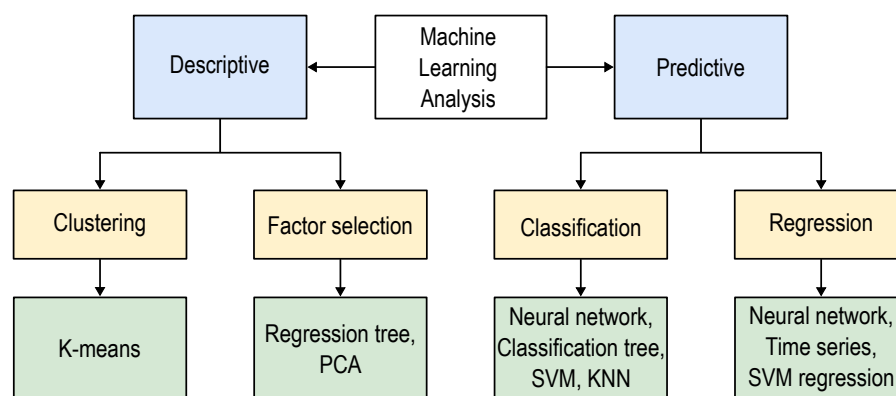 Descriptive
Machine
Learning
Analysis
Predictive
Clustering
Factor selection
Classification
Regression
K-means
Regression tree,
PCA
Neural network,
Classification tree,
SVM, KNN
Neural network,
Time series,
SVM regression